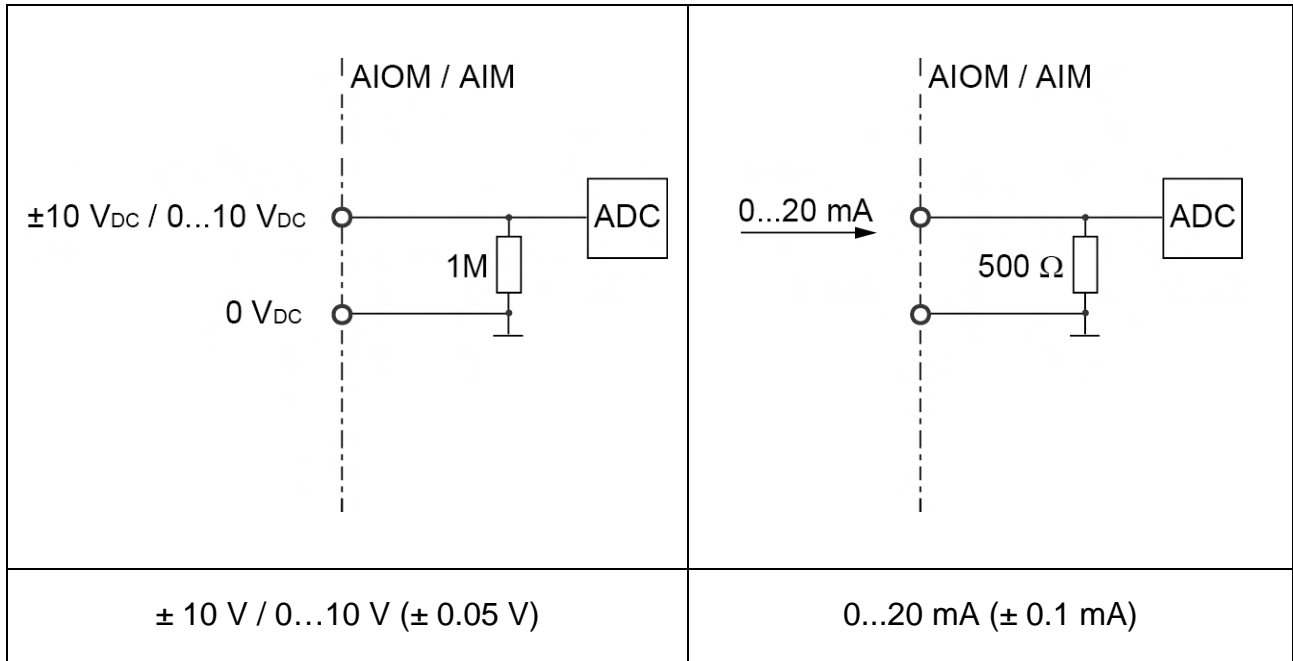 AIOM / AIM
±10 VDC / 0...10 VDC
ADC
1M
0 VDC
± 10 V / 0…10 V (± 0.05 V)
AIOM / AIM
0...20 mA
ADC
500 Ω
0...20 mA (± 0.1 mA)